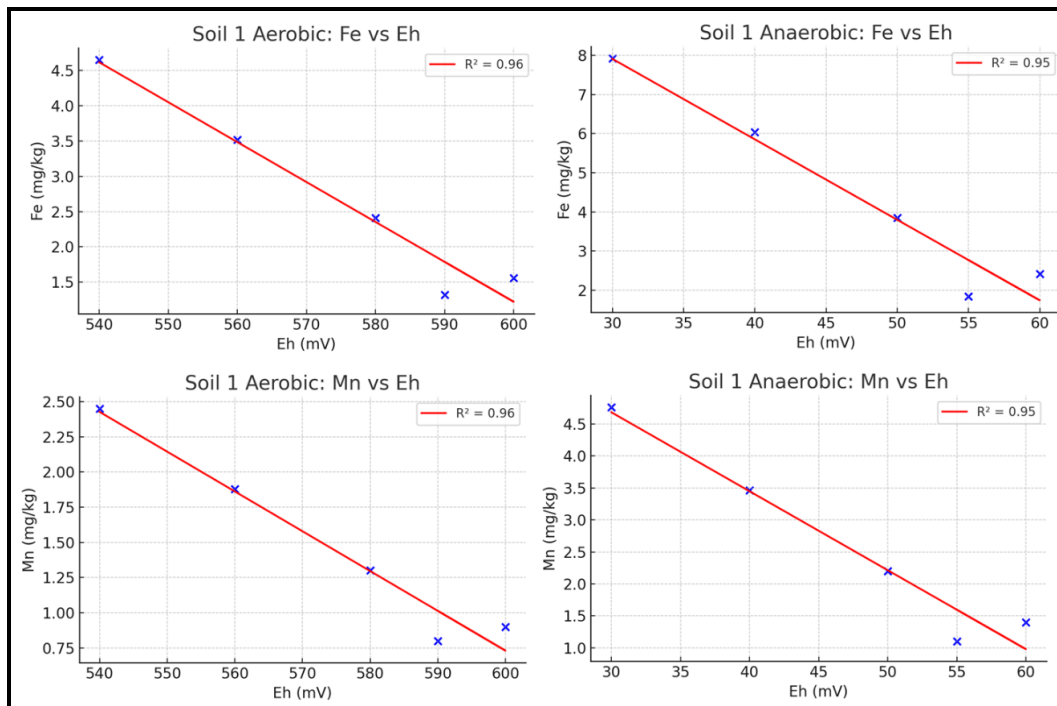 Soil 1 Aerobic: Fe vs Eh
R² = 0.96
4.5
4.0
3.5
3.0
2.5
2.0
1.5
Fe (mg/kg)
540 550 560 570 580 590 600
Eh (mV)
Soil 1 Anaerobic: Fe vs Eh
R² = 0.95
8
7
6
5
4
3
2
Fe (mg/kg)
30 35 40 45 50 55 60
Eh (mV)
Soil 1 Aerobic: Mn vs Eh
R² = 0.96
2.50
2.25
2.00
1.75
1.50
1.25
1.00
0.75
Mn (mg/kg)
540 550 560 570 580 590 600
Eh (mV)
Soil 1 Anaerobic: Mn vs Eh
R² = 0.95
4.5
4.0
3.5
3.0
2.5
2.0
1.5
1.0
Mn (mg/kg)
30 35 40 45 50 55 60
Eh (mV)